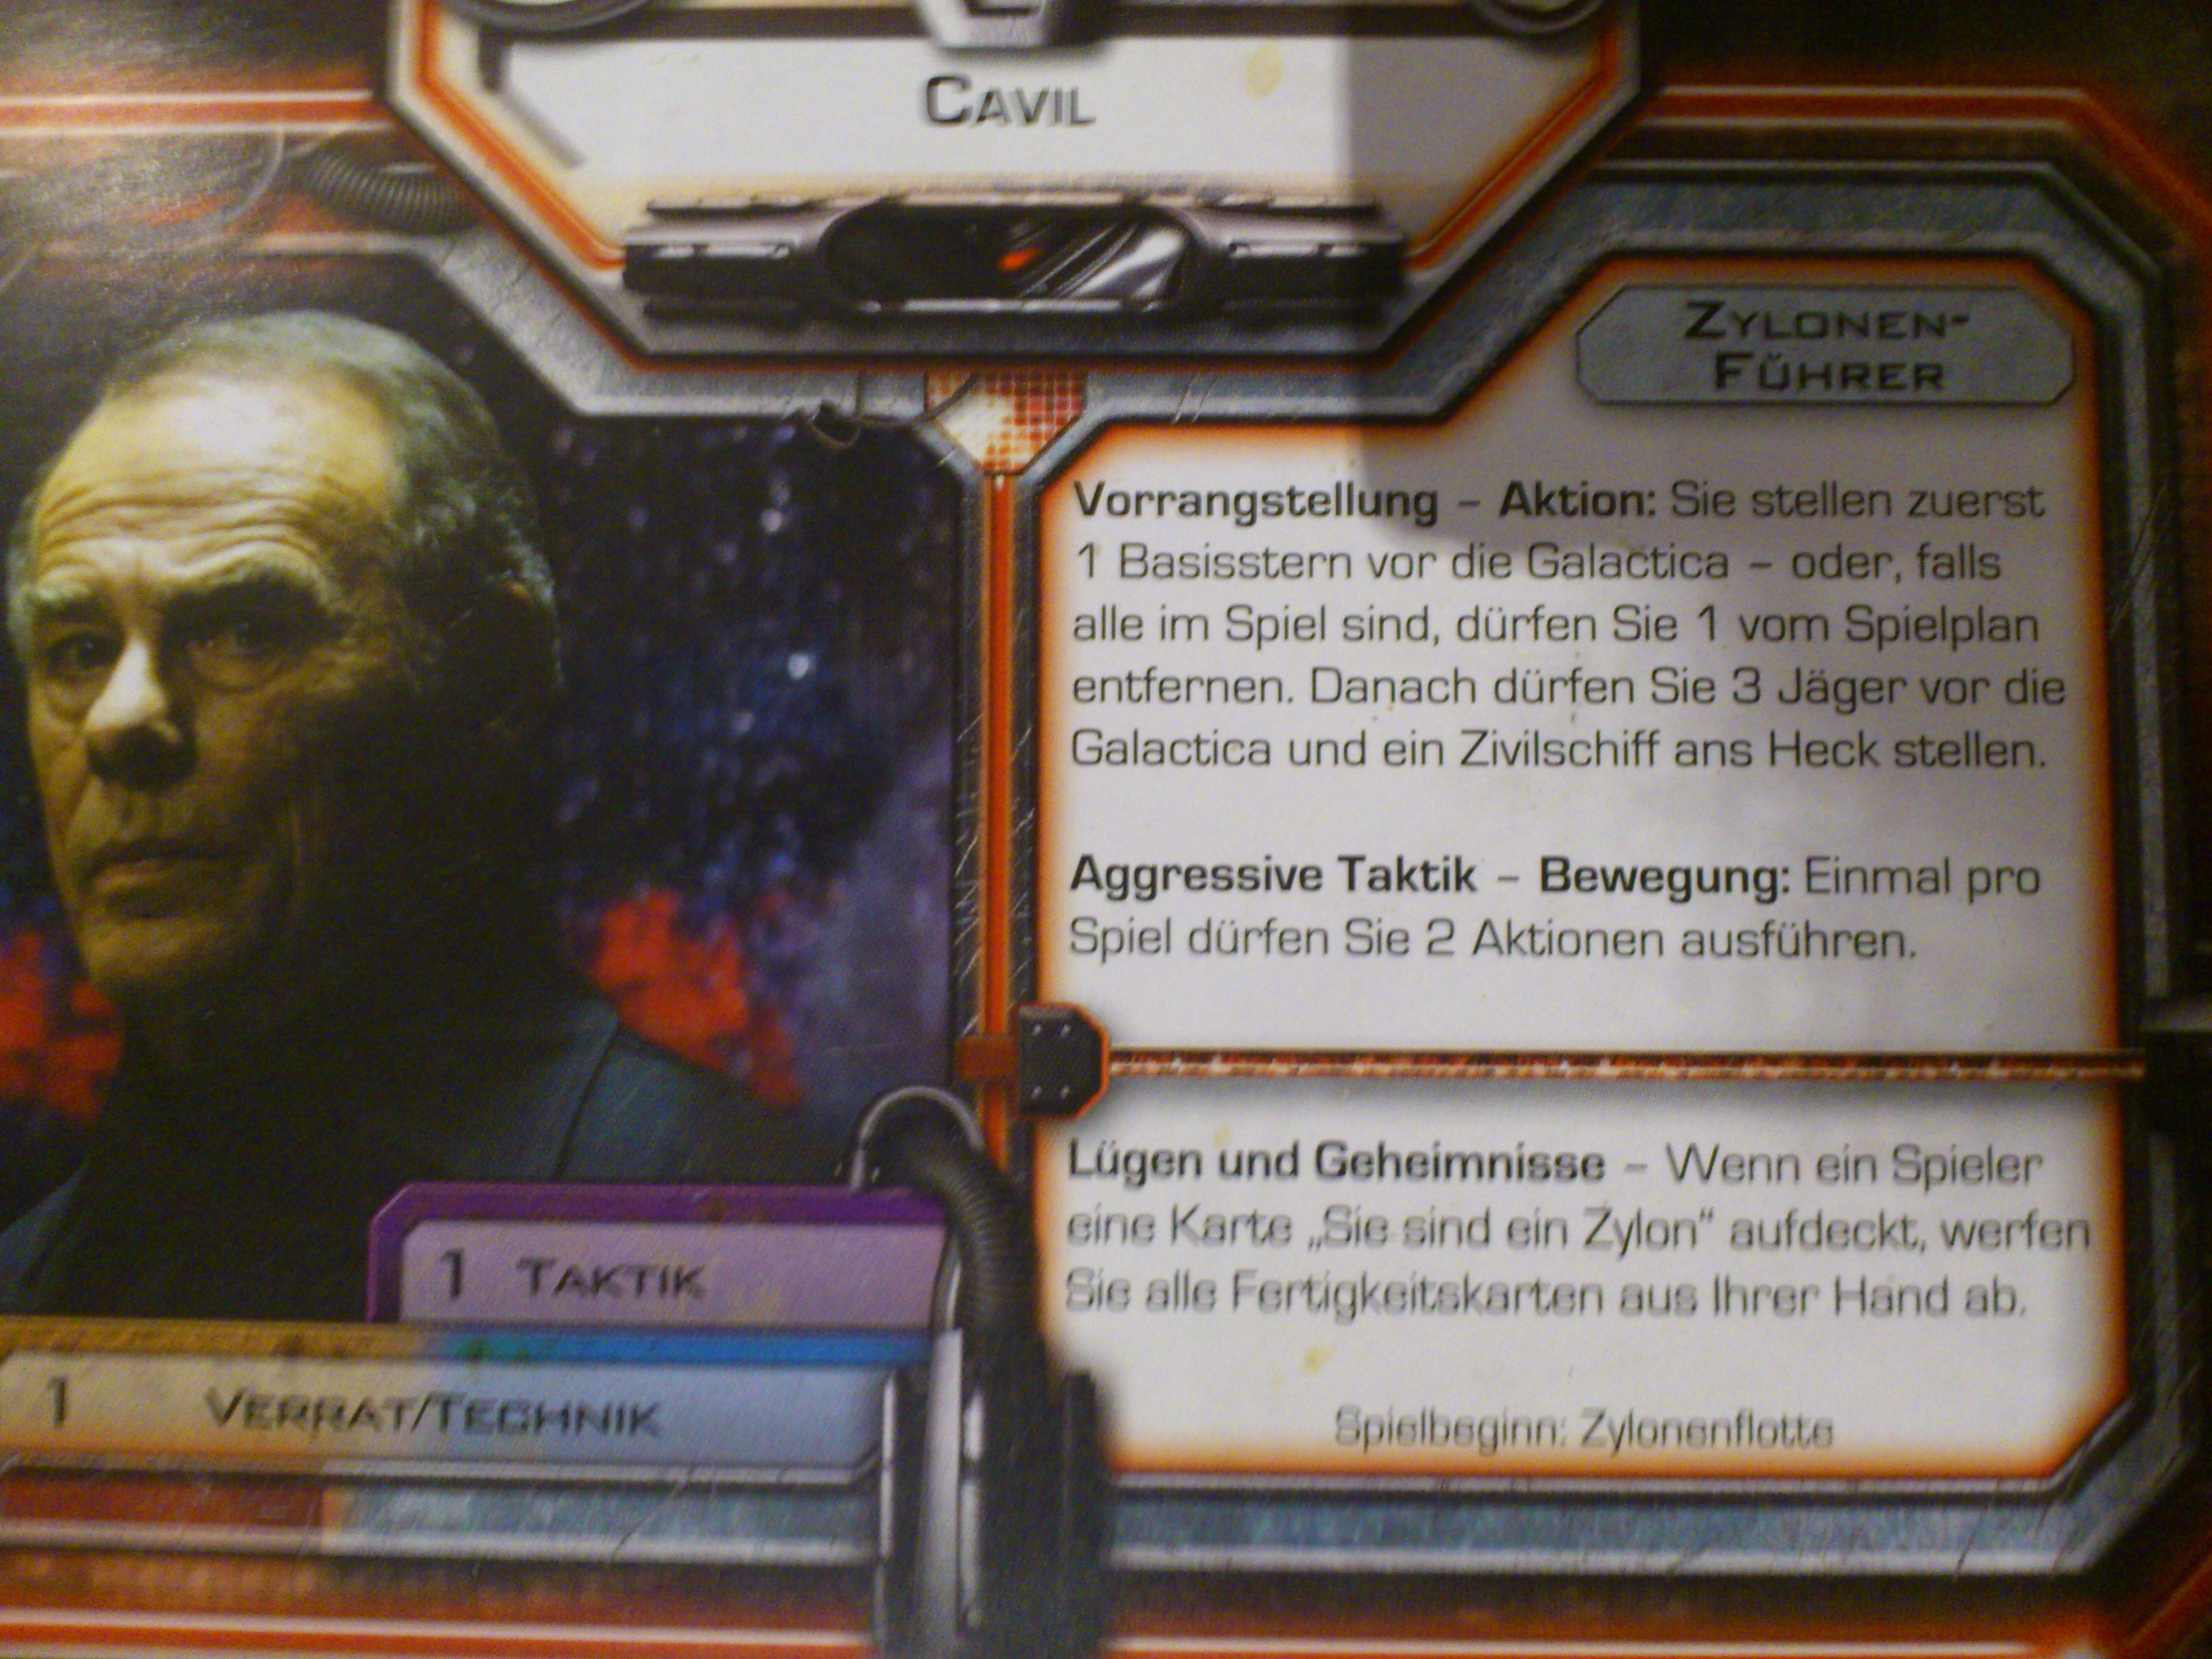 CAVIL
ZYLONEN-
FÜHRER
Vorrangstellung – Aktion: Sie stellen zuerst
1 Basisstern vor die Galactica – oder, falls
alle im Spiel sind, dürfen Sie 1 vom Spielplan
entfernen. Danach dürfen Sie 3 Jäger vor die
Galactica und ein Zivilschiff ans Heck stellen.
Aggressive Taktik – Bewegung: Einmal pro
Spiel dürfen Sie 2 Aktionen ausführen.
Lügen und Geheimnisse – Wenn ein Spieler
eine Karte „Sie sind ein Zylon“ aufdeckt, werfen
Sie alle Fertigkeitskarten aus Ihrer Hand ab.
Spielbeginn: Zylonenflotte
1 TAKTIK
1 VERRAT/TECHNIK